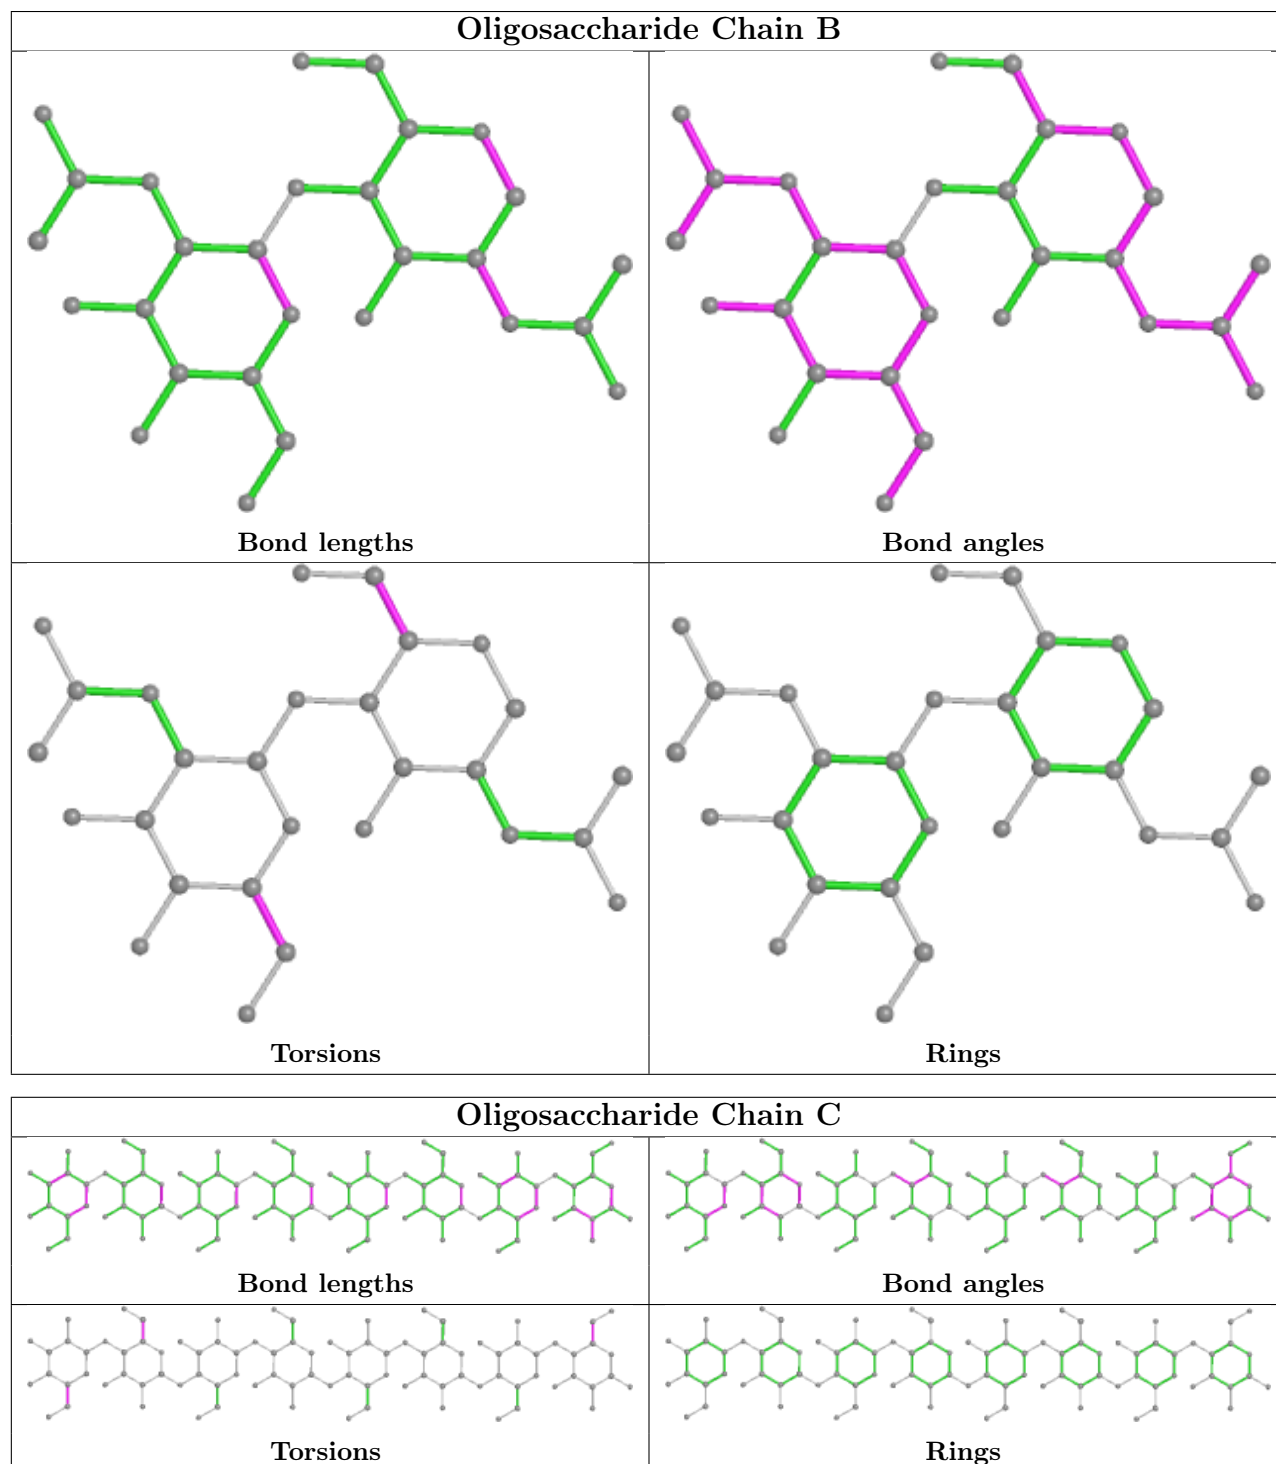 Oligosaccharide Chain B
Bond lengths
Bond angles
Torsions
Rings
Oligosaccharide Chain C
Bond lengths
Bond angles
Torsions
Rings